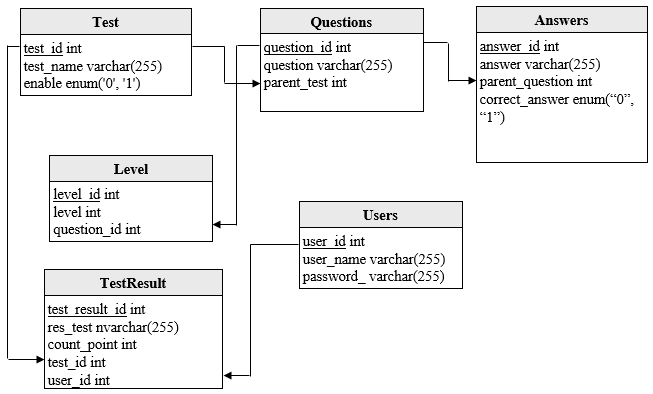 Test
test_id int
test_name varchar(255)
enable enum('0', '1')
Questions
question_id int
question varchar(255)
parent_test int
Answers
answer_id int
answer varchar(255)
parent_question int
correct_answer enum(“0”,
“1”)
Level
level_id int
level int
question_id int
Users
user_id int
user_name varchar(255)
password_ varchar(255)
TestResult
test_result_id int
res_test nvarchar(255)
count_point int
test_id int
user_id int